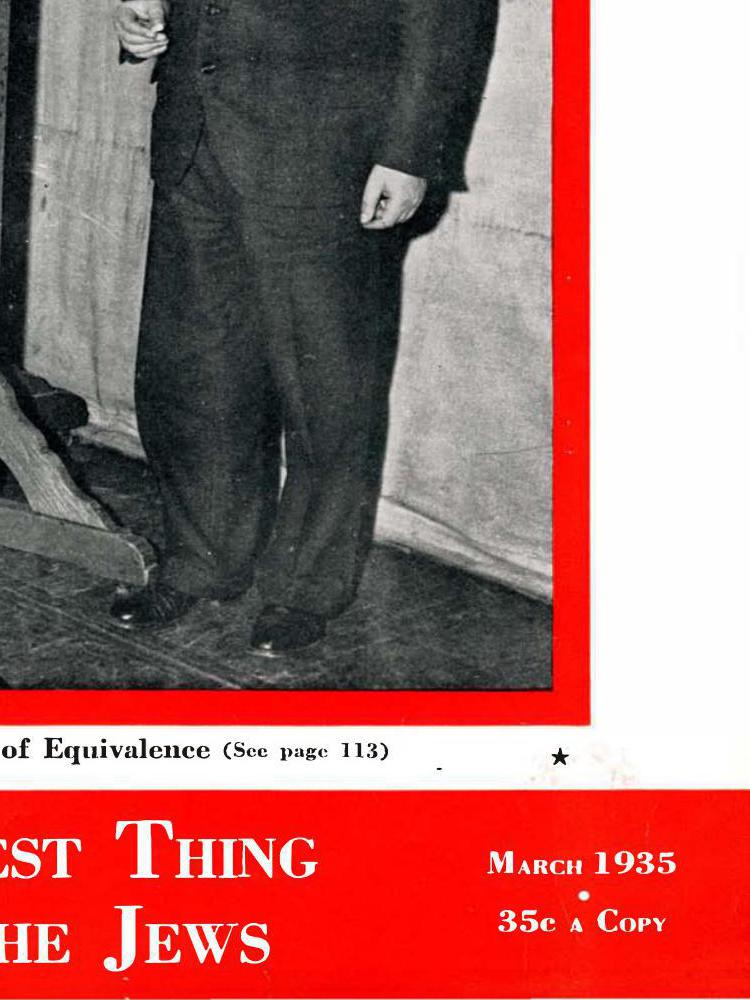 of Equivalence (See page 113)
EST THING
HE JEWS
MARCH 1935
35c A COPY